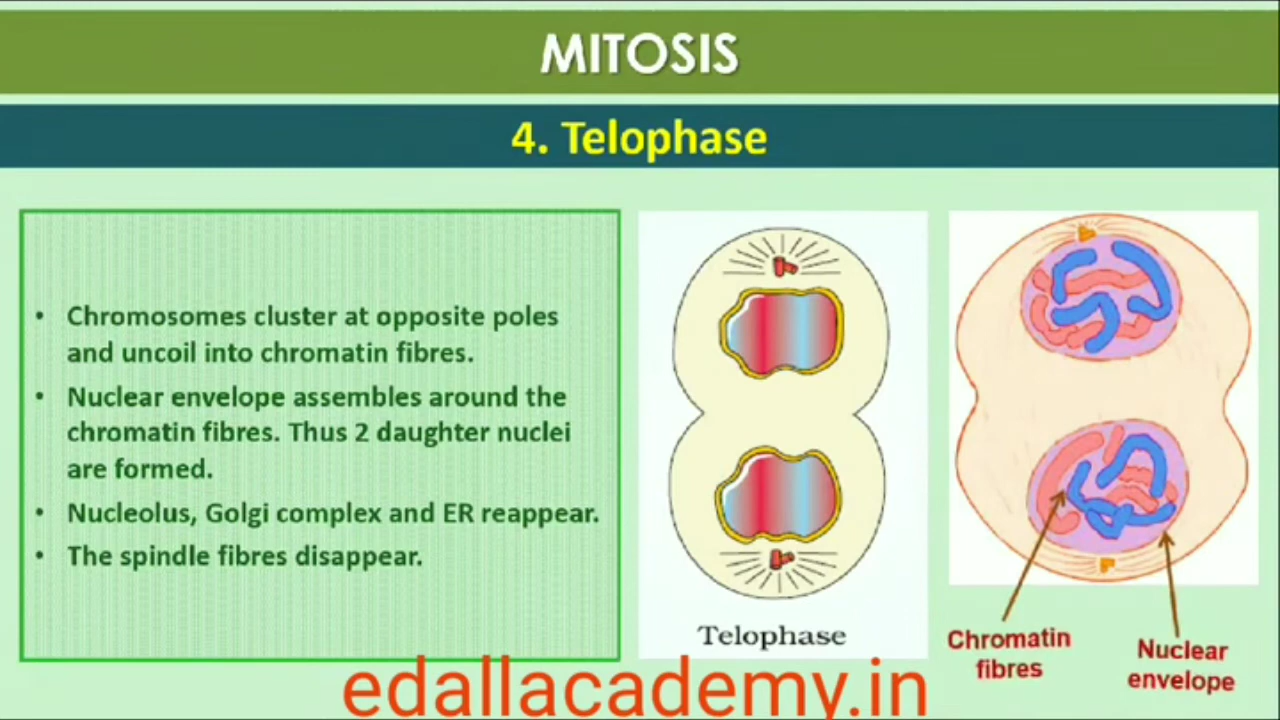 MITOSIS
4. Telophase
• Chromosomes cluster at opposite poles
and uncoil into chromatin fibres.
• Nuclear envelope assembles around the
chromatin fibres. Thus 2 daughter nuclei
are formed.
• Nucleolus, Golgi complex and ER reappear.
• The spindle fibres disappear.
Telophase
Chromatin
fibres
Nuclear
envelope
edallacademy.in